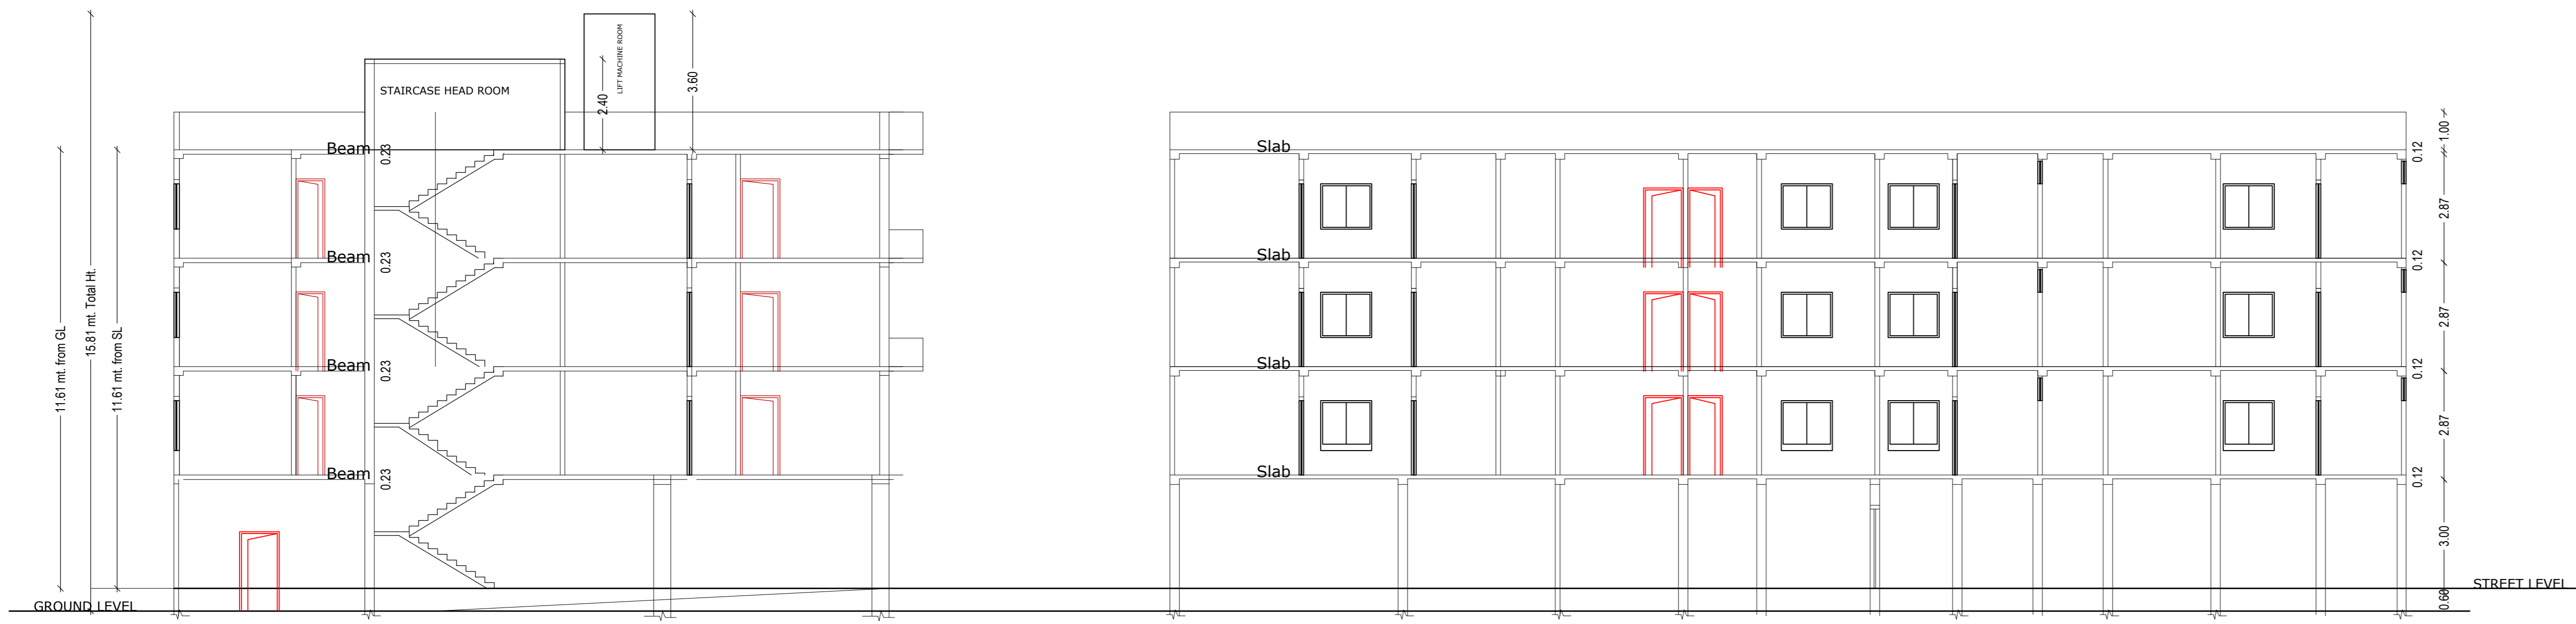 11.61 mt. from GL
15.81 mt. Total Ht.
11.61 mt. from SL
STAIRCASE HEAD ROOM
LIFT MACHINE ROOM
2.40
3.60
Beam
0.23
Beam
0.23
Beam
0.23
Beam
0.23
GROUND LEVEL
Slab
Slab
Slab
Slab
1.00
0.12
2.87
0.12
2.87
0.12
2.87
0.12
3.00
0.60
STREET LEVEL